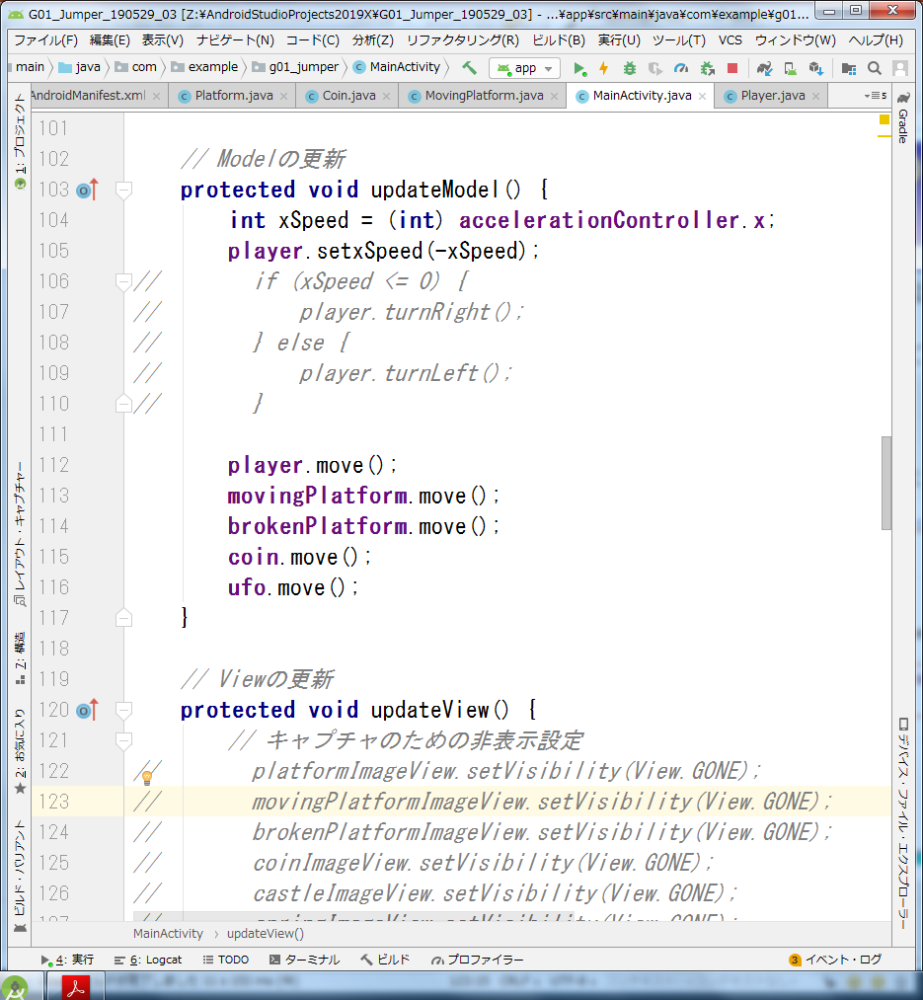 G01_Jumper_190529_03 [Z:¥AndroidStudioProjects2019X¥G01_Jumper_190529_03] - ...¥app¥src¥main¥java¥com¥example¥g01...
ファイル(F) 編集(E) 表示(V) ナビゲート(N) コード(C) 分析(Z) リファクタリング(R) ビルド(B) 実行(U) ツール(T) VCS ウィンドウ(W) ヘルプ(H)
main java com example g01_jumper MainActivity app
AndroidManifest.xml Platform.java Coin.java MovingPlatform.java MainActivity.java Player.java 5
1: プロジェクト
レイアウト・キャプチャー
Z: 構造
2: お気に入り
ビルド・バリアント
101
102 // Modelの更新
103 protected void updateModel() {
104 int xSpeed = (int) accelerationController.x;
105 player.setxSpeed(-xSpeed);
106 // if (xSpeed <= 0) {
107 // player.turnRight();
108 // } else {
109 // player.turnLeft();
110 // }
111
112 player.move();
113 movingPlatform.move();
114 brokenPlatform.move();
115 coin.move();
116 ufo.move();
117 }
118
119 // Viewの更新
120 protected void updateView() {
121 // キャプチャのための非表示設定
122 // platformImageView.setVisibility(View.GONE);
123 // movingPlatformImageView.setVisibility(View.GONE);
124 // brokenPlatformImageView.setVisibility(View.GONE);
125 // coinImageView.setVisibility(View.GONE);
126 // castleImageView.setVisibility(View.GONE);
127 // springImageView.setVisibility(View.GONE);
Gradle
デバイス・ファイル・エクスプローラー
MainActivity updateView()
4: 実行 6: Logcat TODO ターミナル ビルド プロファイラー 3 イベント・ログ